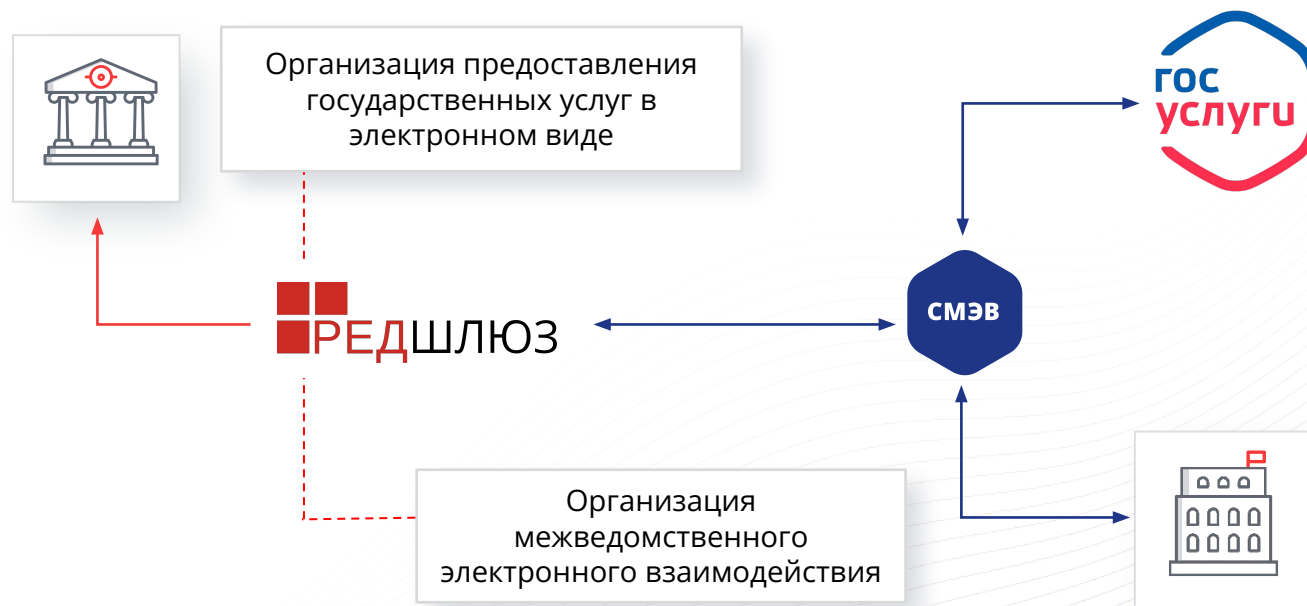 Организация предоставления
государственных услуг в
электронном виде
гос
услуги
РЕДШЛЮЗ
СМЭВ
Организация
межведомственного
электронного взаимодействия